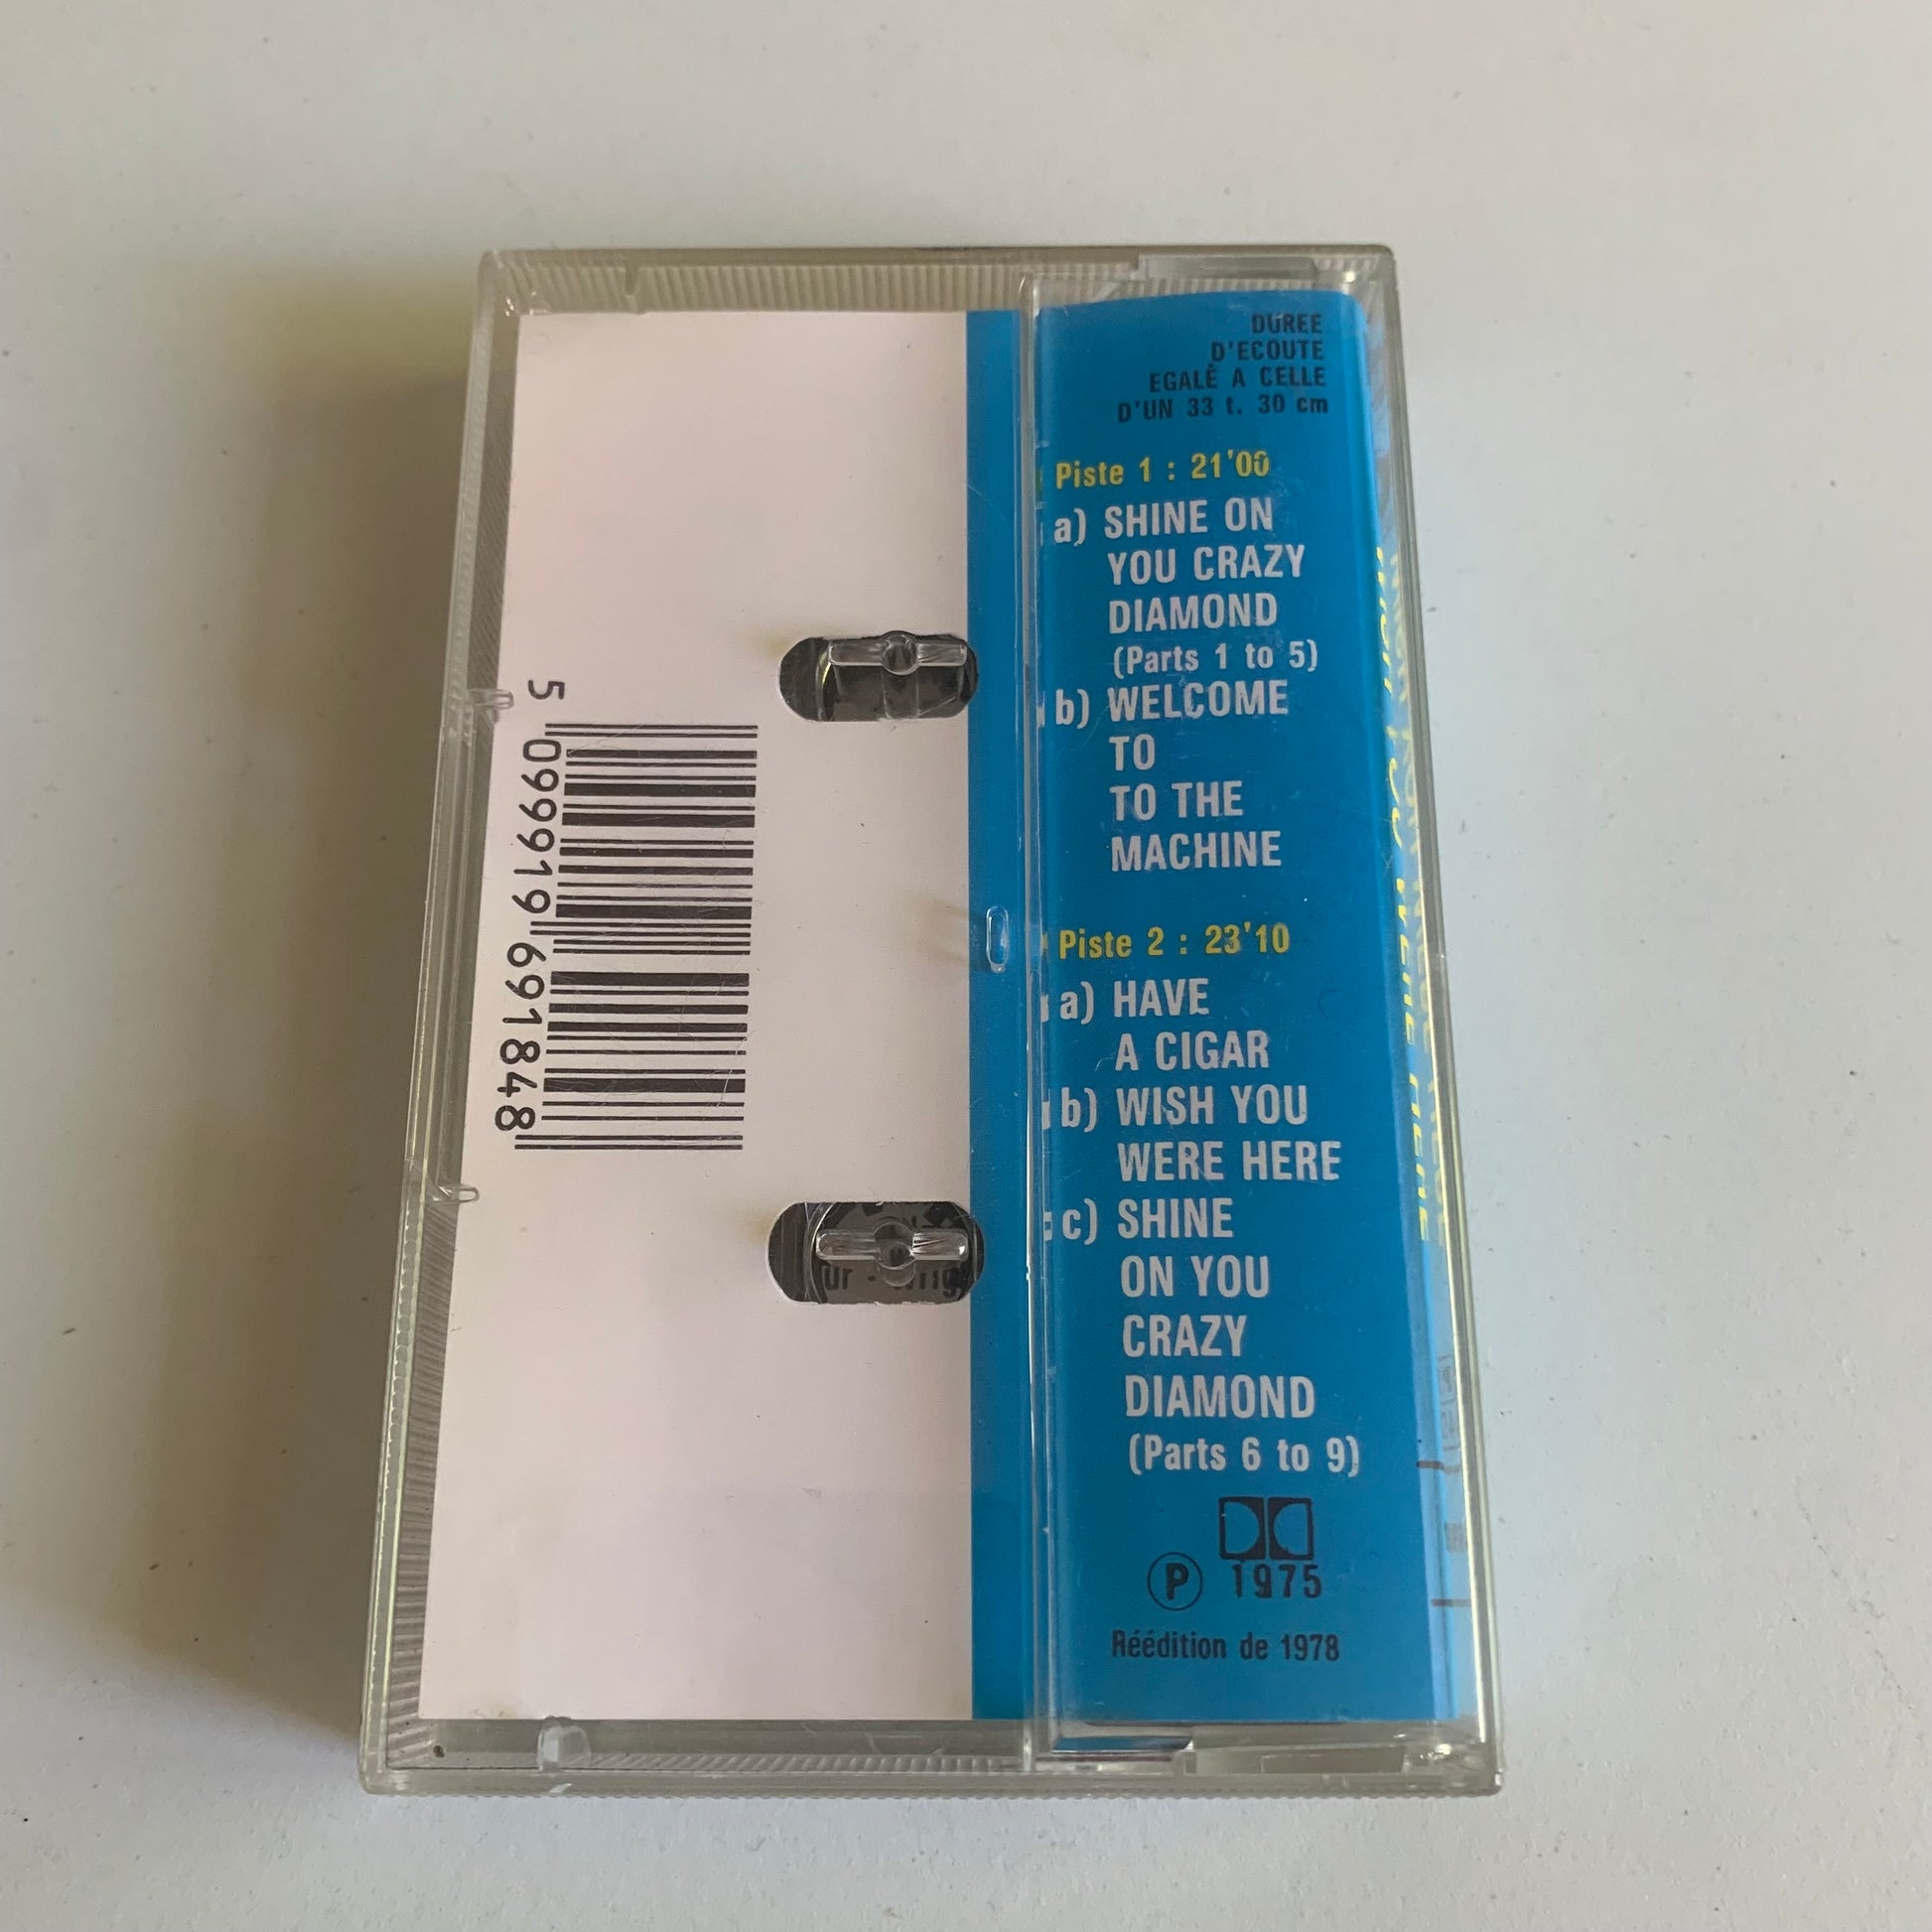 DUREE
D'ECOUTE
EGALE A CELLE
D'UN 33 t. 30 cm
Piste 1 : 21'00
a) SHINE ON
YOU CRAZY
DIAMOND
(Parts 1 to 5)
b) WELCOME
TO
TO THE
MACHINE
Piste 2 : 23'10
a) HAVE
A CIGAR
b) WISH YOU
WERE HERE
c) SHINE
ON YOU
CRAZY
DIAMOND
(Parts 6 to 9)
P 1975
Réédition de 1978
5 099919 691848